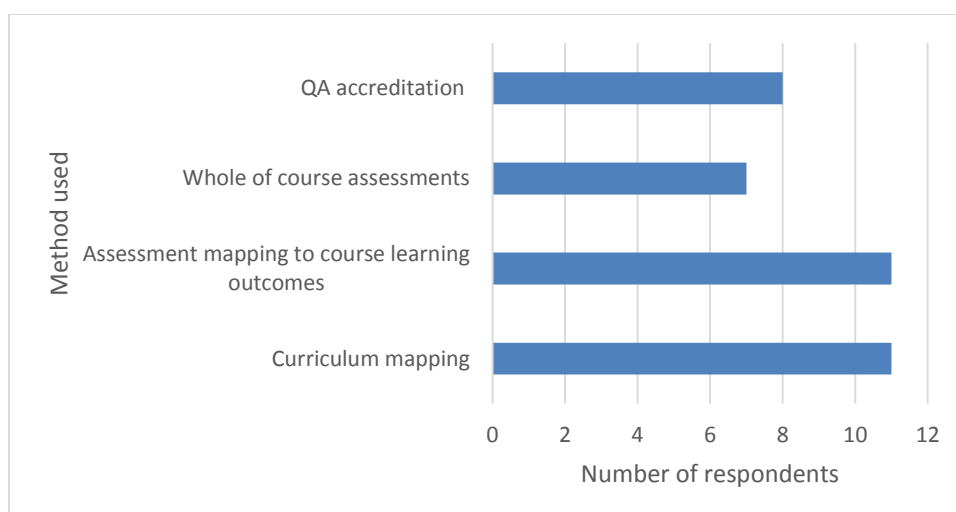 QA accreditation
Whole of course assessments
Assessment mapping to course learning
outcomes
Curriculum mapping
Method used
0 2 4 6 8 10 12
Number of respondents